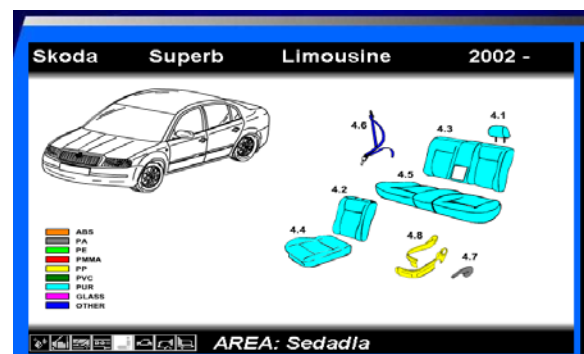 Skoda Superb Limousine 2002 -
4.1
4.3
4.6
4.5
4.2
4.4
4.8
4.7
ABS
PA
PE
PMMA
PP
PVC
PUR
GLASS
OTHER
AREA: Sedadla